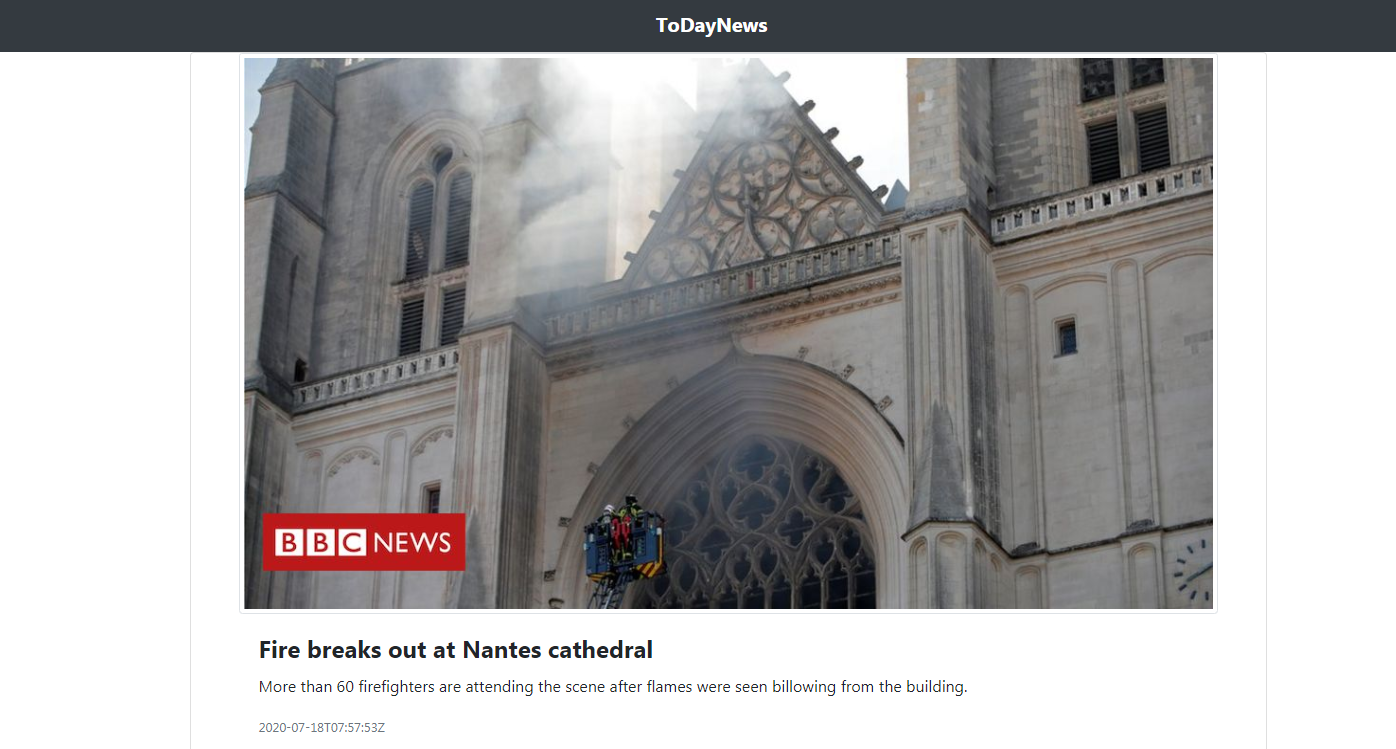 ToDayNews
BBC NEWS
Fire breaks out at Nantes cathedral
More than 60 firefighters are attending the scene after flames were seen billowing from the building.
2020-07-18T07:57:53Z